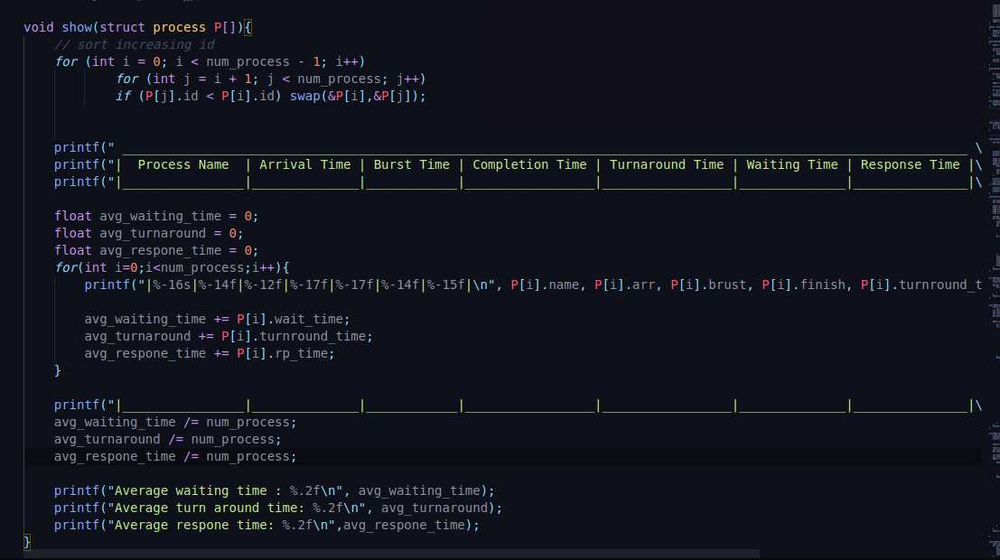 void show(struct process P[]){
// sort increasing id
for (int i = 0; i < num_process - 1; i++)
for (int j = i + 1; j < num_process; j++)
if (P[j].id < P[i].id) swap(&P[i],&P[j]);
printf(" _______________________________________________________________________________________________________________ \
printf("|  Process Name  | Arrival Time | Burst Time | Completion Time | Turnaround Time | Waiting Time | Response Time |\
printf("|________________|______________|____________|_________________|_________________|______________|_______________|\
float avg_waiting_time = 0;
float avg_turnaround = 0;
float avg_respone_time = 0;
for(int i=0;i<num_process;i++){
printf("|%-16s|%-14f|%-12f|%-17f|%-17f|%-14f|%-15f|\n", P[i].name, P[i].arr, P[i].brust, P[i].finish, P[i].turnround_t
avg_waiting_time += P[i].wait_time;
avg_turnaround += P[i].turnround_time;
avg_respone_time += P[i].rp_time;
}
printf("|________________|______________|____________|_________________|_________________|______________|_______________|\
avg_waiting_time /= num_process;
avg_turnaround /= num_process;
avg_respone_time /= num_process;
printf("Average waiting time : %.2f\n", avg_waiting_time);
printf("Average turn around time: %.2f\n", avg_turnaround);
printf("Average respone time: %.2f\n",avg_respone_time);
}